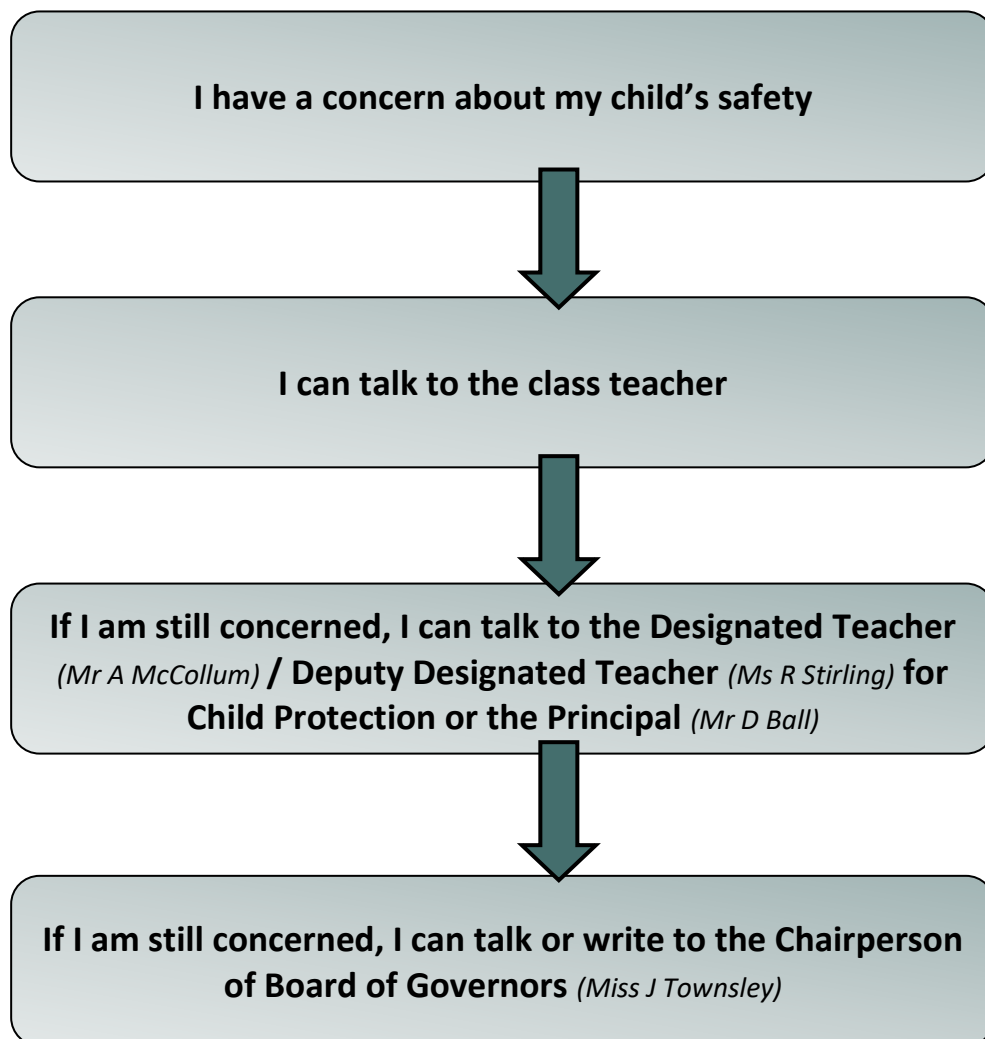 I have a concern about my child’s safety
I can talk to the class teacher
If I am still concerned, I can talk to the Designated Teacher
(Mr A McCollum) / Deputy Designated Teacher (Ms R Stirling) for
Child Protection or the Principal (Mr D Ball)
If I am still concerned, I can talk or write to the Chairperson
of Board of Governors (Miss J Townsley)